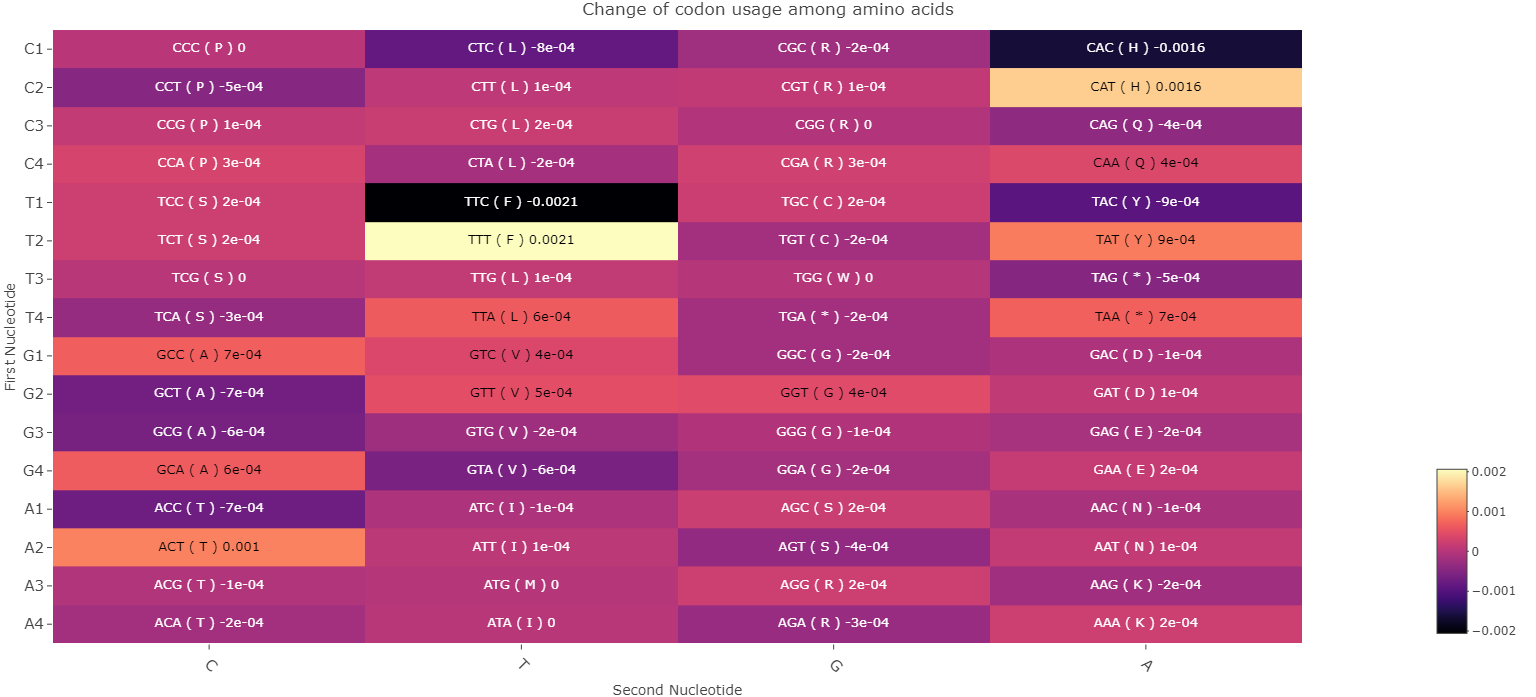 Change of codon usage among amino acids
C1 CCC ( P ) 0 CTC ( L ) -8e-04 CGC ( R ) -2e-04 CAC ( H ) -0.0016
C2 CCT ( P ) -5e-04 CTT ( L ) 1e-04 CGT ( R ) 1e-04 CAT ( H ) 0.0016
C3 CCG ( P ) 1e-04 CTG ( L ) 2e-04 CGG ( R ) 0 CAG ( Q ) -4e-04
C4 CCA ( P ) 3e-04 CTA ( L ) -2e-04 CGA ( R ) 3e-04 CAA ( Q ) 4e-04
T1 TCC ( S ) 2e-04 TTC ( F ) -0.0021 TGC ( C ) 2e-04 TAC ( Y ) -9e-04
T2 TCT ( S ) 2e-04 TTT ( F ) 0.0021 TGT ( C ) -2e-04 TAT ( Y ) 9e-04
T3 TCG ( S ) 0 TTG ( L ) 1e-04 TGG ( W ) 0 TAG ( * ) -5e-04
T4 TCA ( S ) -3e-04 TTA ( L ) 6e-04 TGA ( * ) -2e-04 TAA ( * ) 7e-04
G1 GCC ( A ) 7e-04 GTC ( V ) 4e-04 GGC ( G ) -2e-04 GAC ( D ) -1e-04
G2 GCT ( A ) -7e-04 GTT ( V ) 5e-04 GGT ( G ) 4e-04 GAT ( D ) 1e-04
G3 GCG ( A ) -6e-04 GTG ( V ) -2e-04 GGG ( G ) -1e-04 GAG ( E ) -2e-04
G4 GCA ( A ) 6e-04 GTA ( V ) -6e-04 GGA ( G ) -2e-04 GAA ( E ) 2e-04
A1 ACC ( T ) -7e-04 ATC ( I ) -1e-04 AGC ( S ) 2e-04 AAC ( N ) -1e-04
A2 ACT ( T ) 0.001 ATT ( I ) 1e-04 AGT ( S ) -4e-04 AAT ( N ) 1e-04
A3 ACG ( T ) -1e-04 ATG ( M ) 0 AGG ( R ) 2e-04 AAG ( K ) -2e-04
A4 ACA ( T ) -2e-04 ATA ( I ) 0 AGA ( R ) -3e-04 AAA ( K ) 2e-04
C T G A
Second Nucleotide
First Nucleotide
0.002
0.001
0
−0.001
−0.002